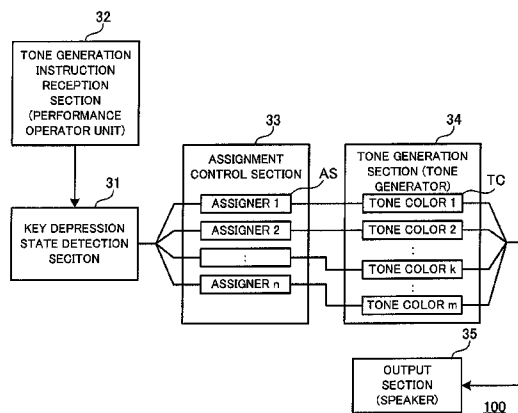 32
TONE GENERATION
INSTRUCTION
RECEPTION
SECTION
(PERFORMANCE
OPERATOR UNIT)
31
KEY DEPRESSION
STATE DETECTION
SECITON
33
ASSIGNMENT
CONTROL SECTION
AS
ASSIGNER 1
ASSIGNER 2
:
ASSIGNER n
34
TONE GENERATION
SECTION (TONE
GENERATOR)
TC
TONE COLOR 1
TONE COLOR 2
:
TONE COLOR k
:
TONE COLOR m
35
OUTPUT
SECTION
(SPEAKER)
100